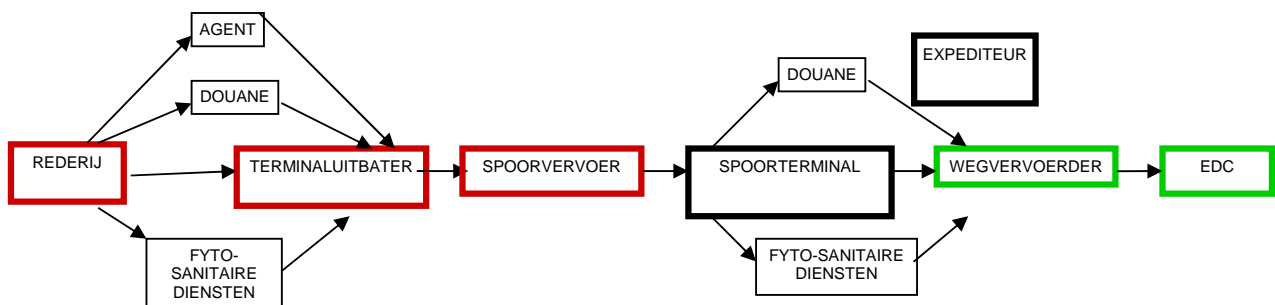 AGENT
DOUANE
REDERIJ
TERMINALUITBATER
FYTO-
SANITAIRE
DIENSTEN
SPOORVERVOER
SPOORTERMINAL
DOUANE
FYTO-SANITAIRE
DIENSTEN
EXPEDITEUR
WEGVERVOERDER
EDC